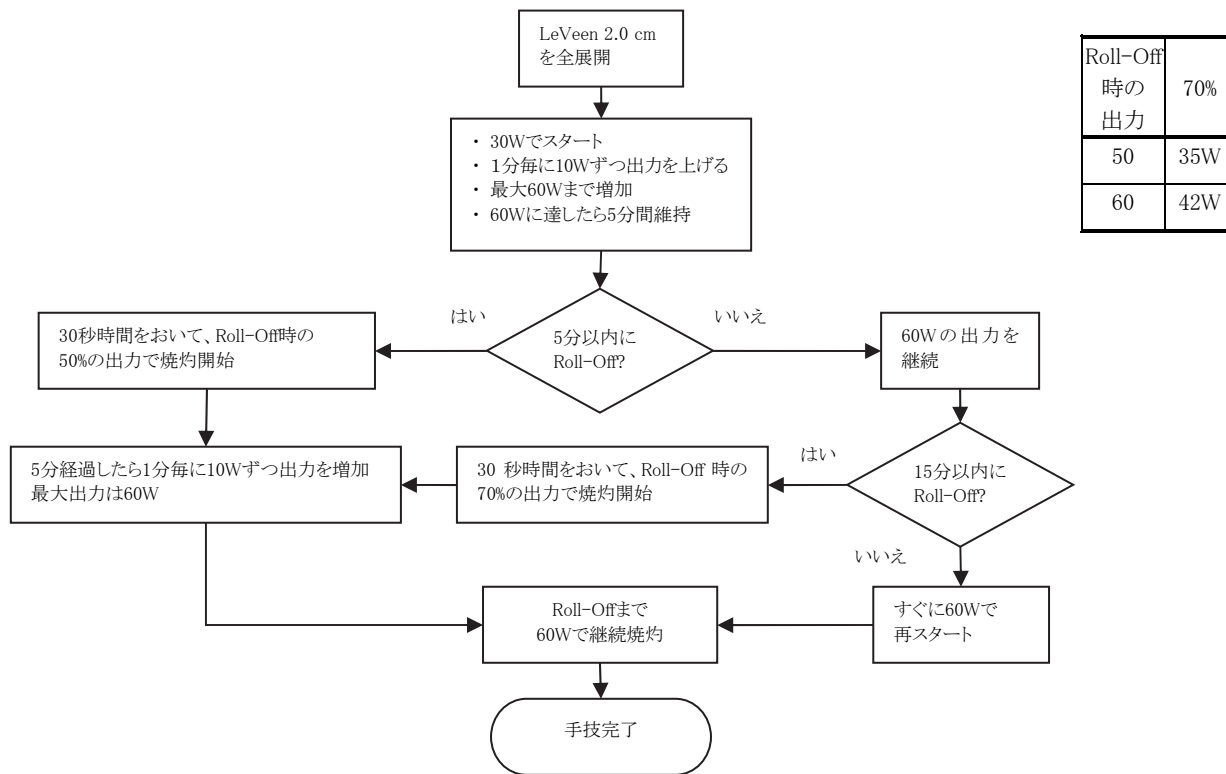 LeVeen 2.0 cm
を全展開
・ 30Wでスタート
・ 1分毎に10Wずつ出力を上げる
・ 最大60Wまで増加
・ 60Wに達したら5分間維持
5分以内に
Roll-Off?
はい
いいえ
30秒時間をおいて、Roll-Off時の
50%の出力で焼灼開始
60Wの出力を
継続
5分経過したら1分毎に10Wずつ出力を増加
最大出力は60W
30 秒時間をおいて、Roll-Off 時の
70%の出力で焼灼開始
はい
15分以内に
Roll-Off?
いいえ
Roll-Offまで
60Wで継続焼灼
すぐに60Wで
再スタート
手技完了
Roll-Off
時の
出力
70%
50 35W
60 42W